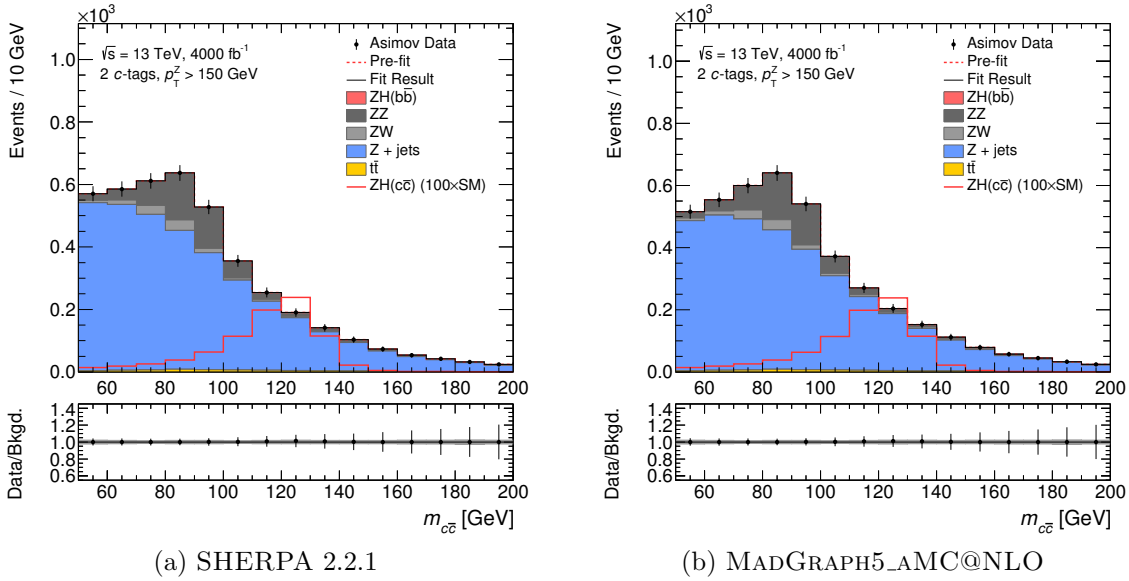 ×10³
Events / 10 GeV
1.0
0.8
0.6
0.4
0.2
0.0
√s = 13 TeV, 4000 fb⁻¹
2 c-tags, p_T^Z > 150 GeV
Asimov Data
Pre-fit
Fit Result
ZH(bb̅)
ZZ
ZW
Z + jets
tt̅
ZH(cc̅) (100×SM)
60 80 100 120 140 160 180 200
Data/Bkgd.
1.4
1.2
1.0
0.8
0.6
60 80 100 120 140 160 180 200
m_cc̅ [GeV]
(a) SHERPA 2.2.1
×10³
Events / 10 GeV
1.0
0.8
0.6
0.4
0.2
0.0
√s = 13 TeV, 4000 fb⁻¹
2 c-tags, p_T^Z > 150 GeV
Asimov Data
Pre-fit
Fit Result
ZH(bb̅)
ZZ
ZW
Z + jets
tt̅
ZH(cc̅) (100×SM)
60 80 100 120 140 160 180 200
Data/Bkgd.
1.4
1.2
1.0
0.8
0.6
60 80 100 120 140 160 180 200
m_cc̅ [GeV]
(b) MADGRAPH5_AMC@NLO